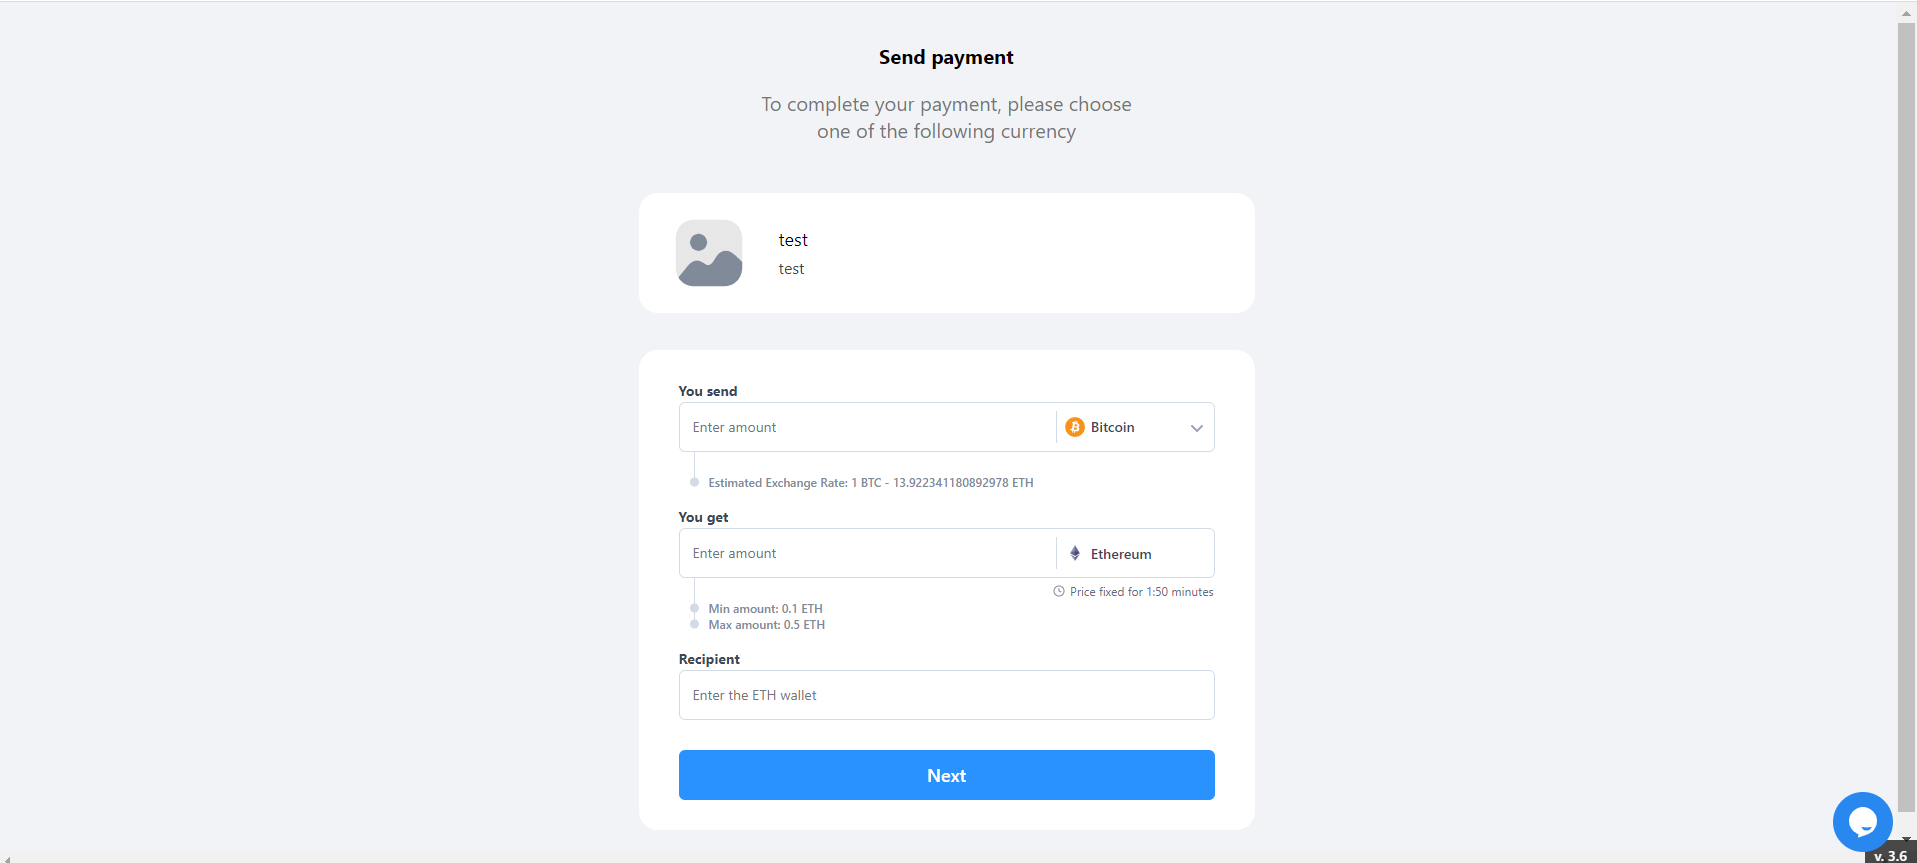 Send payment
To complete your payment, please choose
one of the following currency
test
test
You send
Enter amount
Bitcoin
Estimated Exchange Rate: 1 BTC - 13.922341180892978 ETH
You get
Enter amount
Ethereum
Price fixed for 1:50 minutes
Min amount: 0.1 ETH
Max amount: 0.5 ETH
Recipient
Enter the ETH wallet
Next
v. 3.6